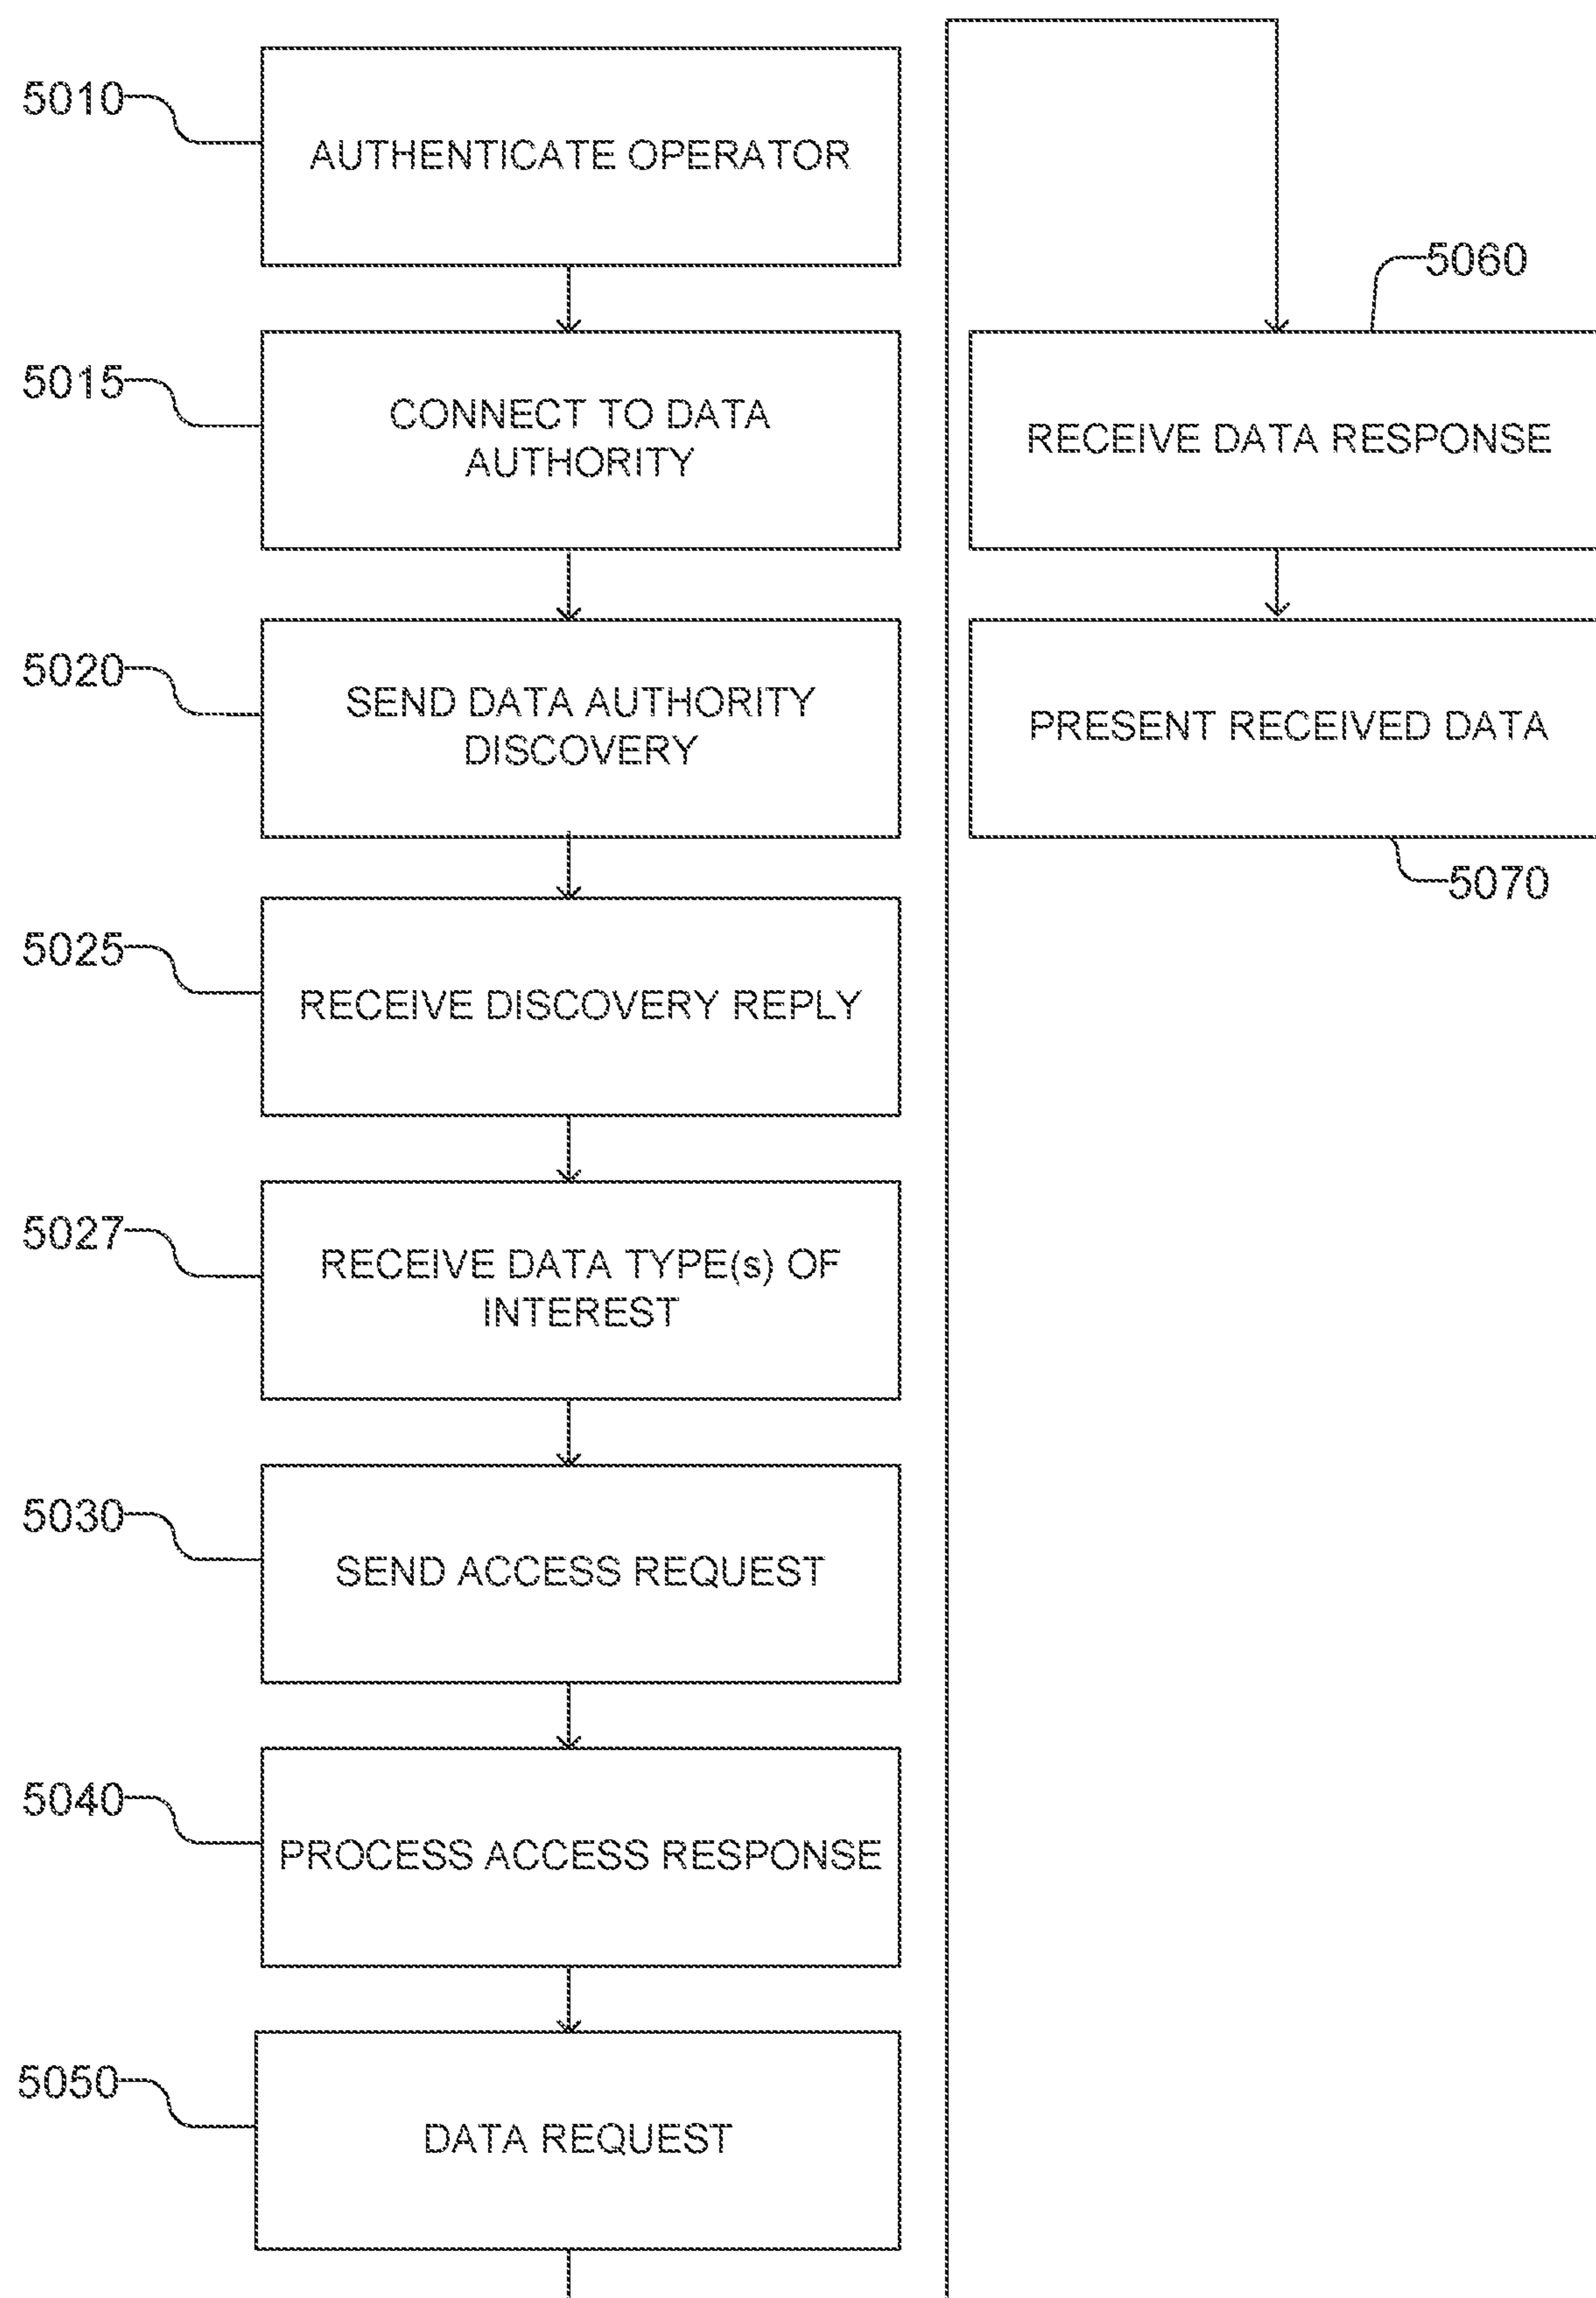 5010
AUTHENTICATE OPERATOR
5015
CONNECT TO DATA
AUTHORITY
5020
SEND DATA AUTHORITY
DISCOVERY
5025
RECEIVE DISCOVERY REPLY
5027
RECEIVE DATA TYPE(s) OF
INTEREST
5030
SEND ACCESS REQUEST
5040
PROCESS ACCESS RESPONSE
5050
DATA REQUEST
5060
RECEIVE DATA RESPONSE
PRESENT RECEIVED DATA
5070